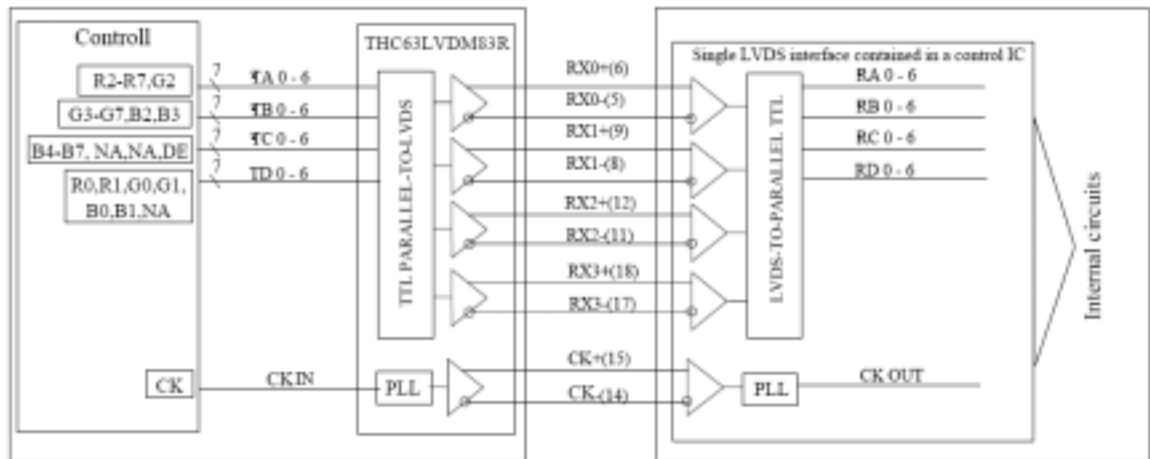 Controll
R2-R7,G2
G3-G7,B2,B3
B4-B7, NA,NA,DE
R0,R1,G0,G1,
B0,B1,NA
CK
7
TA 0 - 6
7
TB 0 - 6
7
TC 0 - 6
7
TD 0 - 6
CK IN
THC63LVDM83R
TTL PARALLEL-TO-LVDS
PLL
RX0+(6)
RX0-(5)
RX1+(9)
RX1-(8)
RX2+(12)
RX2-(11)
RX3+(18)
RX3-(17)
CK+(15)
CK-(14)
Single LVDS interface contained in a control IC
LVDS-TO-PARALLEL TTL
PLL
RA 0 - 6
RB 0 - 6
RC 0 - 6
RD 0 - 6
CK OUT
Internal circuits